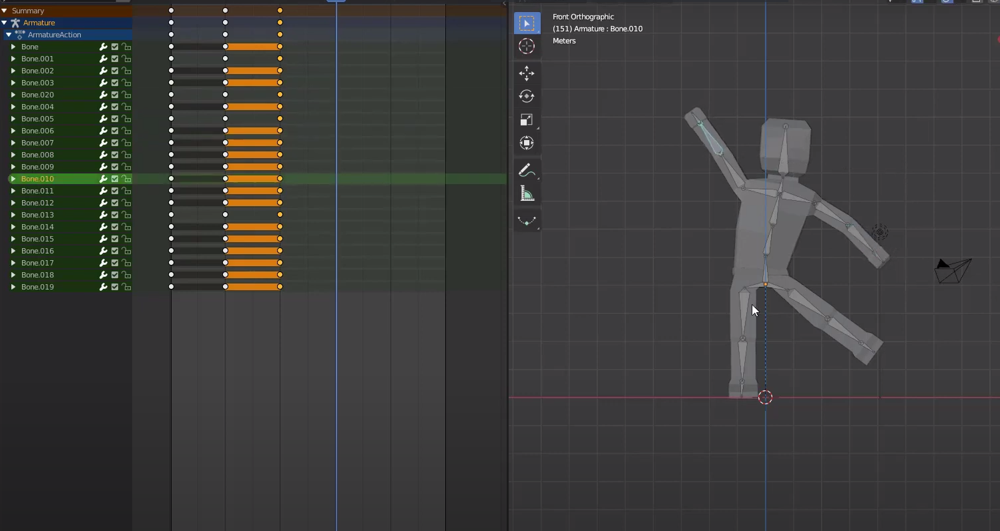 Summary
Armature
ArmatureAction
Bone
Bone.001
Bone.002
Bone.003
Bone.020
Bone.004
Bone.005
Bone.006
Bone.007
Bone.008
Bone.009
Bone.010
Bone.011
Bone.012
Bone.013
Bone.014
Bone.015
Bone.016
Bone.017
Bone.018
Bone.019
Front Orthographic
(151) Armature : Bone.010
Meters